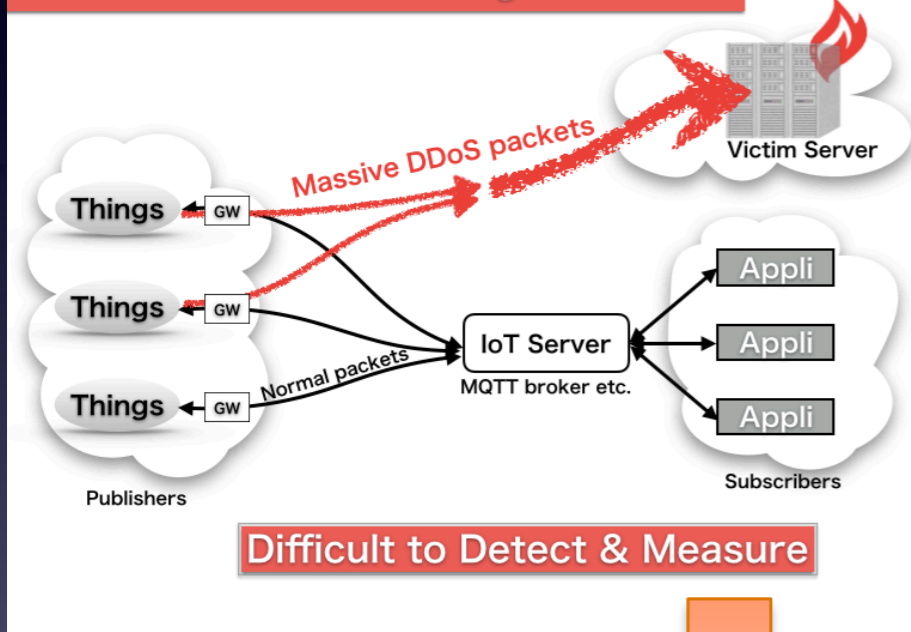 Massive DDoS packets
Victim Server
Things
GW
Appli
Things
GW
IoT Server
Appli
Normal packets
MQTT broker etc.
Things
GW
Appli
Publishers
Subscribers
Difficult to Detect & Measure